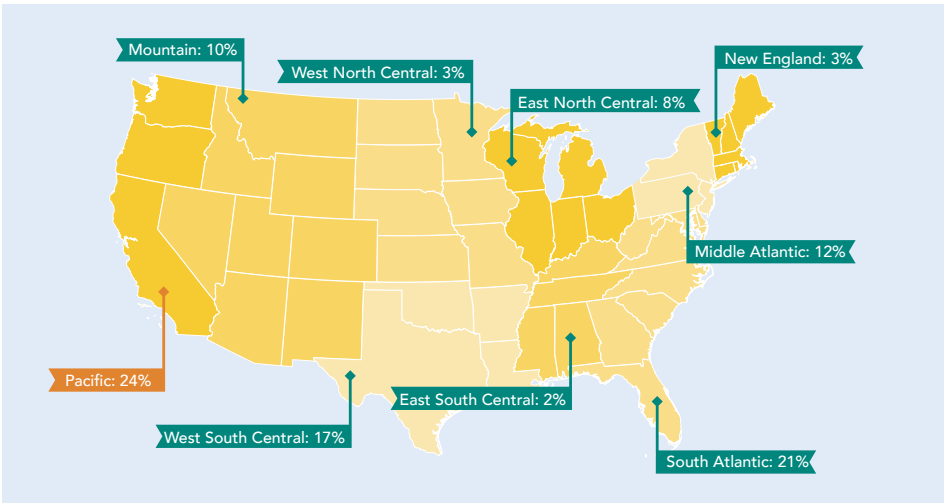 Mountain: 10%
New England: 3%
West North Central: 3%
East North Central: 8%
Middle Atlantic: 12%
Pacific: 24%
East South Central: 2%
West South Central: 17%
South Atlantic: 21%